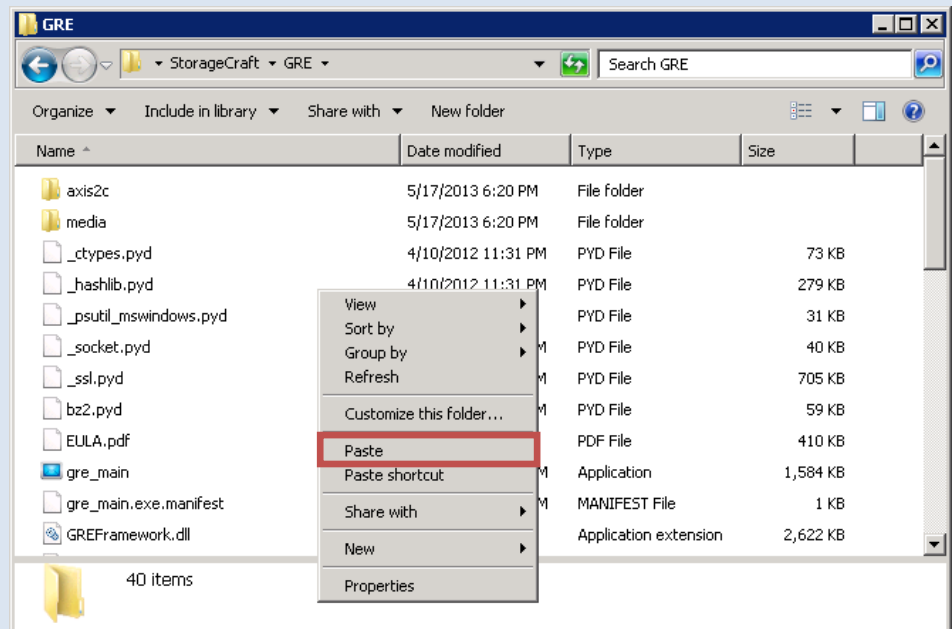 GRE
StorageCraft GRE
Search GRE
Organize Include in library Share with New folder
Name Date modified Type Size
axis2c 5/17/2013 6:20 PM File folder
media 5/17/2013 6:20 PM File folder
_ctypes.pyd 4/10/2012 11:31 PM PYD File 73 KB
_hashlib.pyd 4/10/2012 11:31 PM PYD File 279 KB
_psutil_mswindows.pyd PYD File 31 KB
_socket.pyd M PYD File 40 KB
_ssl.pyd M PYD File 705 KB
bz2.pyd M PYD File 59 KB
EULA.pdf PDF File 410 KB
gre_main M Application 1,584 KB
gre_main.exe.manifest M MANIFEST File 1 KB
GREFramework.dll Application extension 2,622 KB
View
Sort by
Group by
Refresh
Customize this folder...
Paste
Paste shortcut
Share with
New
Properties
40 items